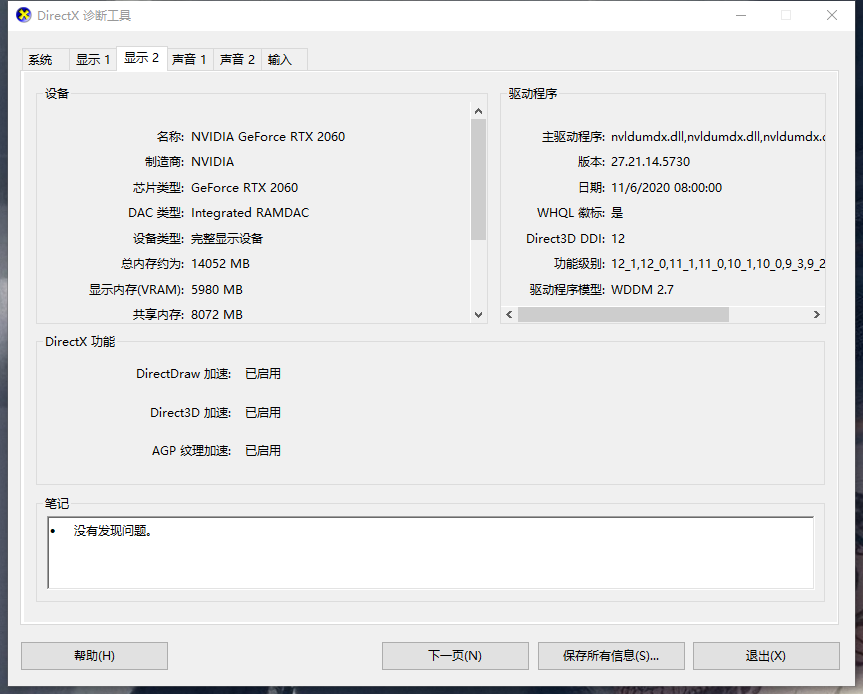 DirectX 诊断工具
系统 显示 1 显示 2 声音 1 声音 2 输入
设备
名称: NVIDIA GeForce RTX 2060
制造商: NVIDIA
芯片类型: GeForce RTX 2060
DAC 类型: Integrated RAMDAC
设备类型: 完整显示设备
总内存约为: 14052 MB
显示内存(VRAM): 5980 MB
共享内存: 8072 MB
驱动程序
主驱动程序: nvldumdx.dll,nvldumdx.dll,nvldumdx.d
版本: 27.21.14.5730
日期: 11/6/2020 08:00:00
WHQL 徽标: 是
Direct3D DDI: 12
功能级别: 12_1,12_0,11_1,11_0,10_1,10_0,9_3,9_2
驱动程序模型: WDDM 2.7
DirectX 功能
DirectDraw 加速: 已启用
Direct3D 加速: 已启用
AGP 纹理加速: 已启用
笔记
• 没有发现问题。
帮助(H) 下一页(N) 保存所有信息(S)... 退出(X)